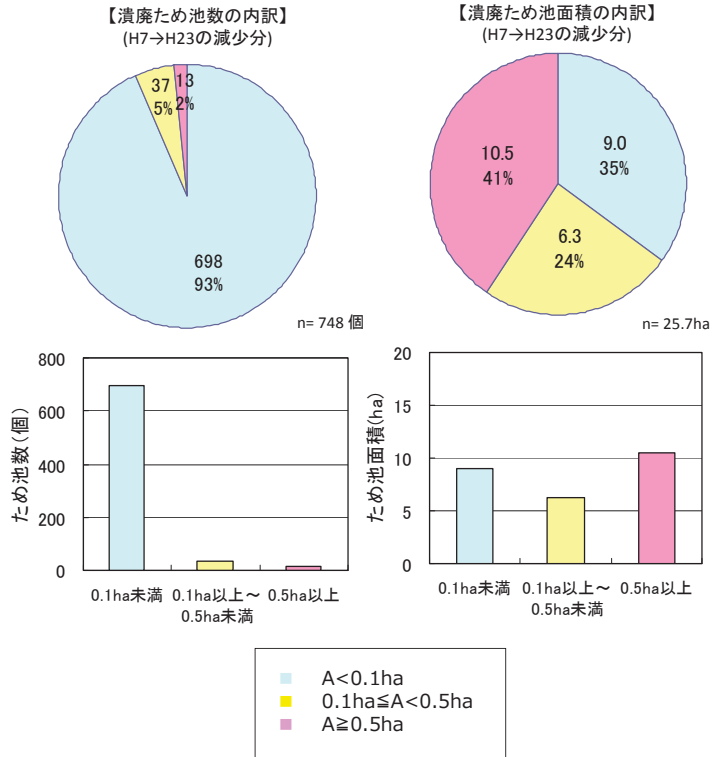 【潰廃ため池数の内訳】
(H7→H23の減少分)
37
5%
13
2%
698
93%
n= 748 個
【潰廃ため池面積の内訳】
(H7→H23の減少分)
10.5
41%
9.0
35%
6.3
24%
n= 25.7ha
ため池数(個)
800
600
400
200
0
0.1ha未満
0.1ha以上～
0.5ha未満
0.5ha以上
ため池面積(ha)
20
15
10
5
0
0.1ha未満
0.1ha以上～
0.5ha未満
0.5ha以上
A<0.1ha
0.1ha≦A<0.5ha
A≧0.5ha